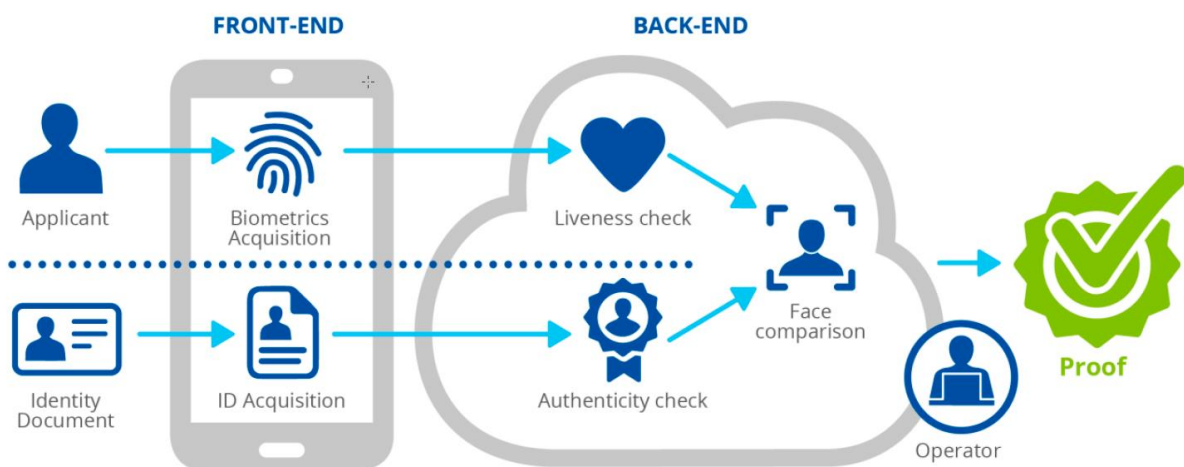 FRONT-END
BACK-END
Applicant
Biometrics
Acquisition
Liveness check
Face
comparison
Proof
Identity
Document
ID Acquisition
Authenticity check
Operator